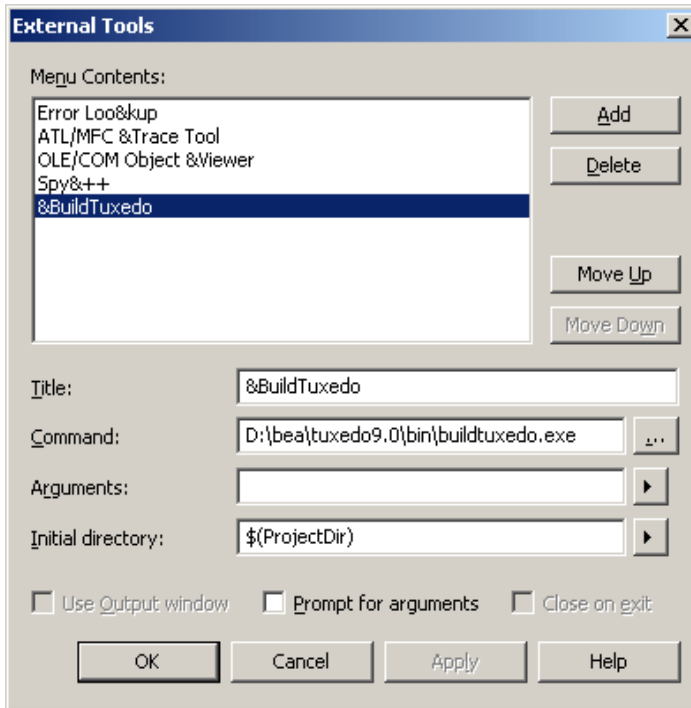 External Tools
Menu Contents:
Error Loo&kup
ATL/MFC &Trace Tool
OLE/COM Object &Viewer
Spy&++
&BuildTuxedo
Add
Delete
Move Up
Move Down
Title: &BuildTuxedo
Command: D:\bea\tuxedo9.0\bin\buildtuxedo.exe ...
Arguments:
Initial directory: $(ProjectDir)
Use Output window Prompt for arguments Close on exit
OK Cancel Apply Help